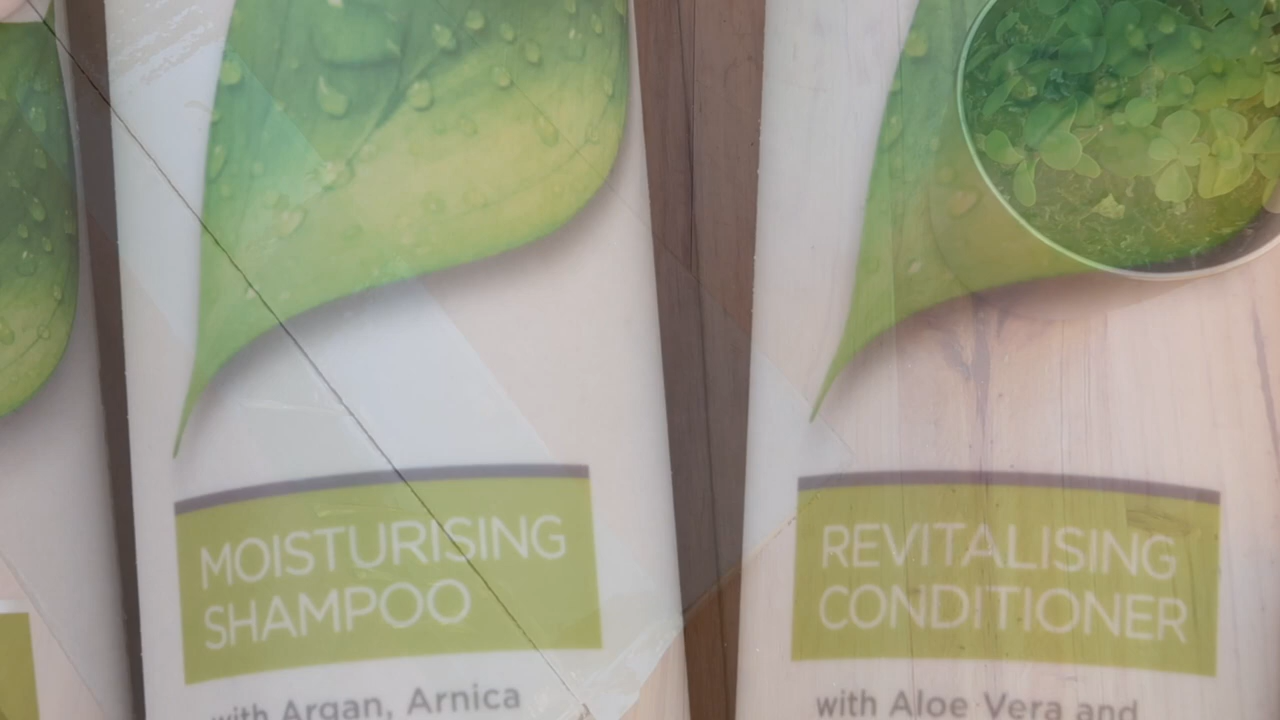 MOISTURISING
SHAMPOO
with Argan, Arnica
REVITALISING
CONDITIONER
with Aloe Vera and